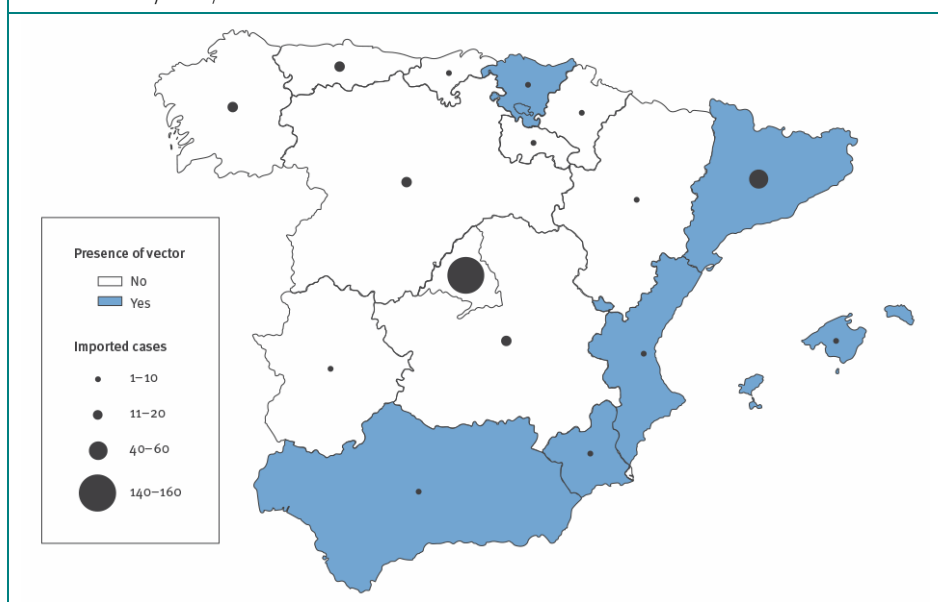 Presence of vector
No
Yes
Imported cases
1–10
11–20
40–60
140–160